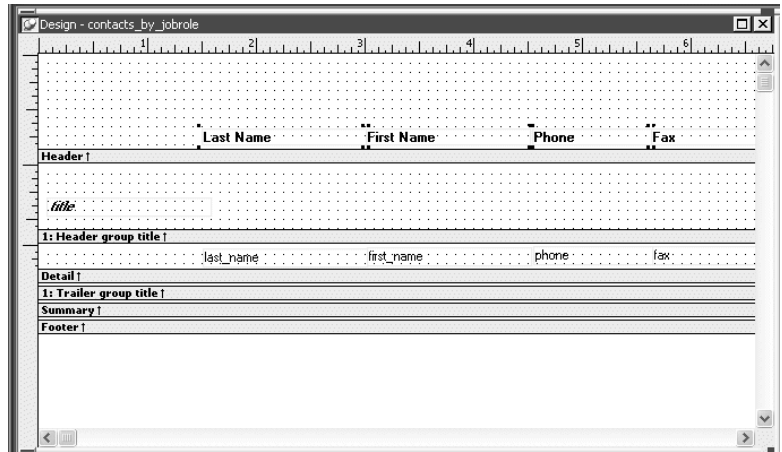 Design - contacts_by_jobrole
1 2 3 4 5 6
Last Name First Name Phone Fax
Header ↑
title
1: Header group title ↑
last_name first_name phone fax
Detail ↑
1: Trailer group title ↑
Summary ↑
Footer ↑